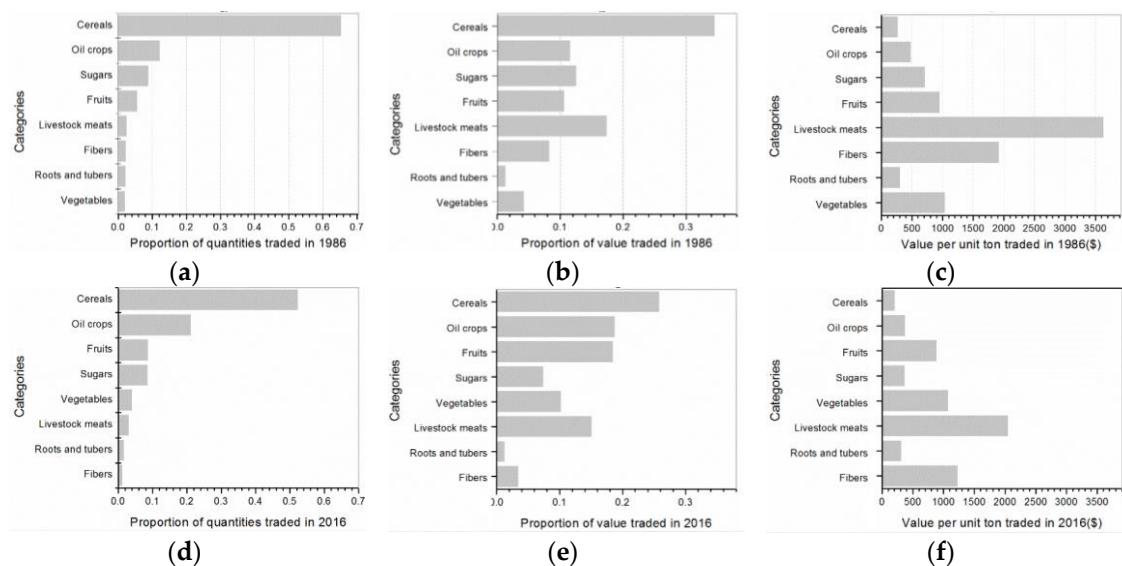 Categories
Cereals
Oil crops
Sugars
Fruits
Livestock meats
Fibers
Roots and tubers
Vegetables
0.0 0.1 0.2 0.3 0.4 0.5 0.6 0.7
Proportion of quantities traded in 1986
(a)
Categories
Cereals
Oil crops
Sugars
Fruits
Livestock meats
Fibers
Roots and tubers
Vegetables
0.0 0.1 0.2 0.3
Proportion of value traded in 1986
(b)
Categories
Cereals
Oil crops
Sugars
Fruits
Livestock meats
Fibers
Roots and tubers
Vegetables
0 500 1000 1500 2000 2500 3000 3500
Value per unit ton traded in 1986($)
(c)
Categories
Cereals
Oil crops
Fruits
Sugars
Vegetables
Livestock meats
Roots and tubers
Fibers
0.0 0.1 0.2 0.3 0.4 0.5 0.6 0.7
Proportion of quantities traded in 2016
(d)
Categories
Cereals
Oil crops
Fruits
Sugars
Vegetables
Livestock meats
Roots and tubers
Fibers
0.0 0.1 0.2 0.3
Proportion of value traded in 2016
(e)
Categories
Cereals
Oil crops
Fruits
Sugars
Vegetables
Livestock meats
Roots and tubers
Fibers
0 500 1000 1500 2000 2500 3000 3500
Value per unit ton traded in 2016($)
(f)